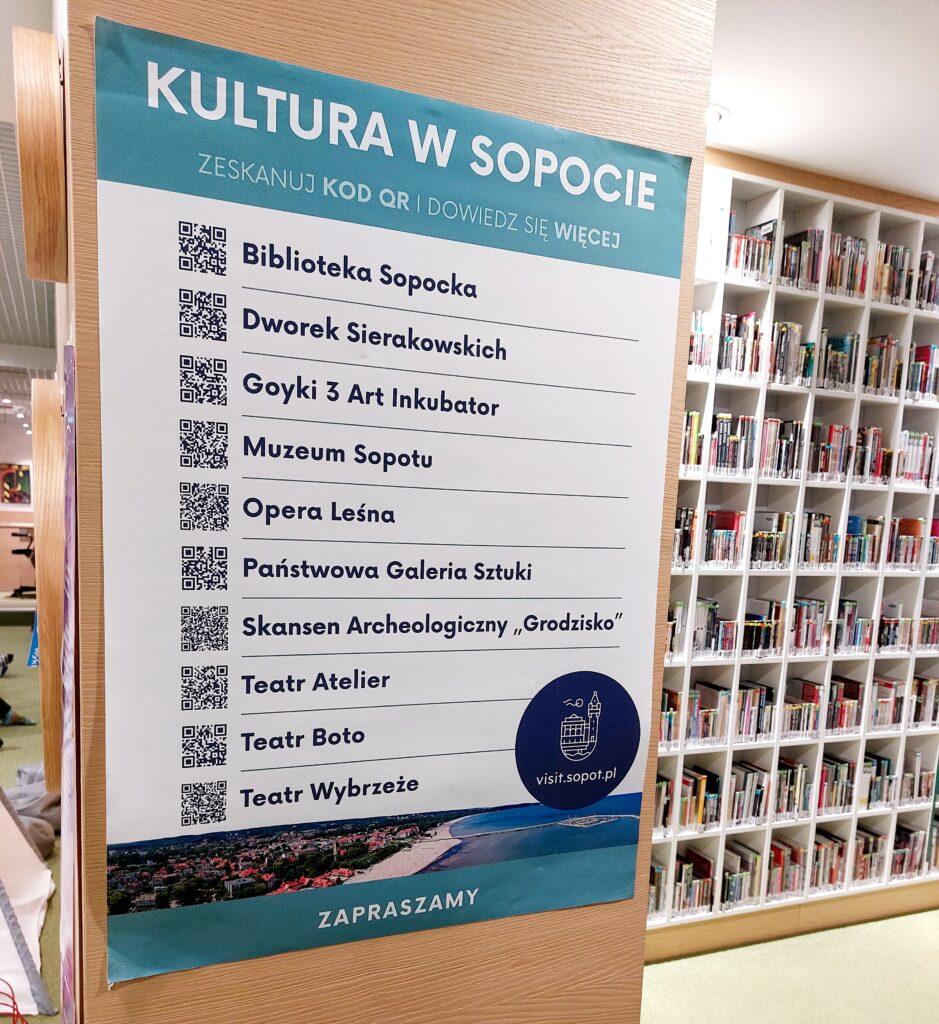 KULTURA W SOPOCIE
ZESKANUJ KOD QR I DOWIEDZ SIĘ WIĘCEJ
Biblioteka Sopocka
Dworek Sierakowskich
Goyki 3 Art Inkubator
Muzeum Sopotu
Opera Leśna
Państwowa Galeria Sztuki
Skansen Archeologiczny „Grodzisko”
Teatr Atelier
Teatr Boto
Teatr Wybrzeże
visit.sopot.pl
ZAPRASZAMY